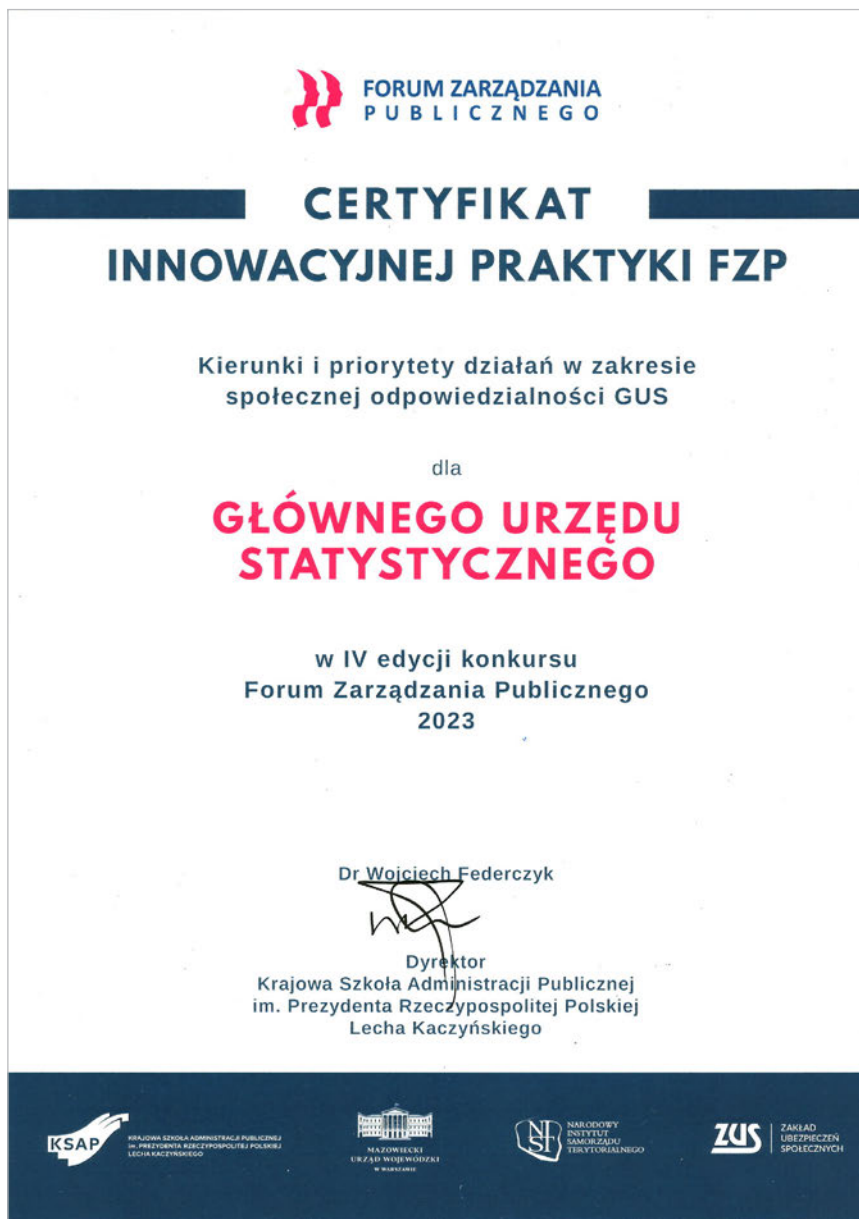 FORUM ZARZĄDZANIA
PUBLICZNEGO
CERTYFIKAT
INNOWACYJNEJ PRAKTYKI FZP
Kierunki i priorytety działań w zakresie
społecznej odpowiedzialności GUS
dla
GŁÓWNEGO URZĘDU
STATYSTYCZNEGO
w IV edycji konkursu
Forum Zarządzania Publicznego
2023
Dr Wojciech Federczyk
Dyrektor
Krajowa Szkoła Administracji Publicznej
im. Prezydenta Rzeczypospolitej Polskiej
Lecha Kaczyńskiego
KSAP
KRAJOWA SZKOŁA ADMINISTRACJI PUBLICZNEJ
im. PREZYDENTA RZECZYPOSPOLITEJ POLSKIEJ
LECHA KACZYŃSKIEGO
MAZOWIECKI
URZĄD WOJEWÓDZKI
W WARSZAWIE
NIST
NARODOWY
INSTYTUT
SAMORZĄDU
TERYTORIALNEGO
ZUS
ZAKŁAD
UBEZPIECZEŃ
SPOŁECZNYCH